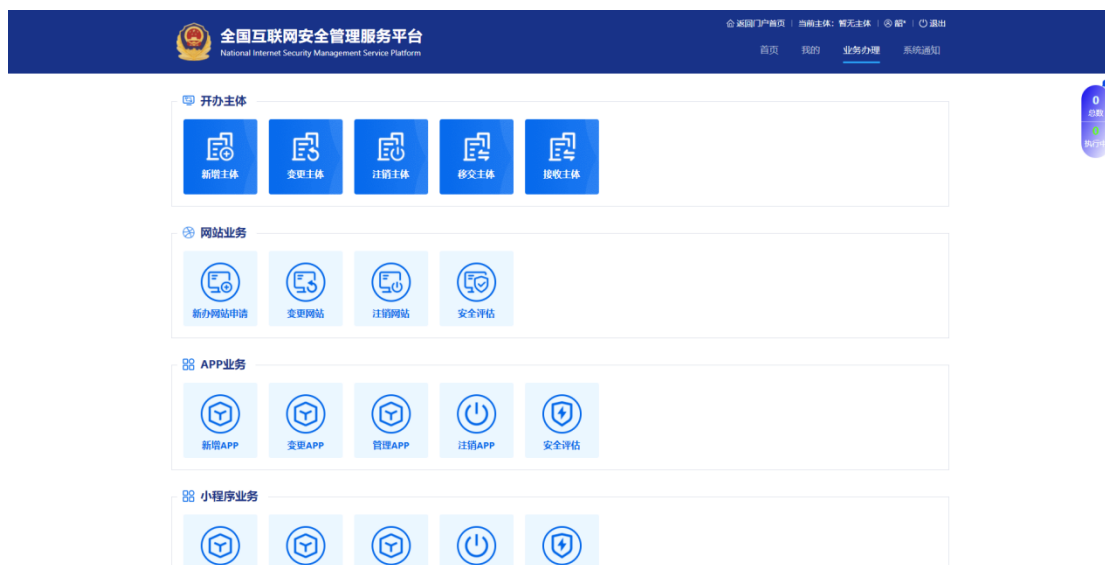 全国互联网安全管理服务平台
National Internet Security Management Service Platform
返回门户首页 | 当前主体: 暂无主体 | 韶* | 退出
首页 我的 业务办理 系统通知
0
总数
0
执行中
开办主体
新增主体 变更主体 注销主体 移交主体 接收主体
网站业务
新办网站申请 变更网站 注销网站 安全评估
APP业务
新增APP 变更APP 管理APP 注销APP 安全评估
小程序业务